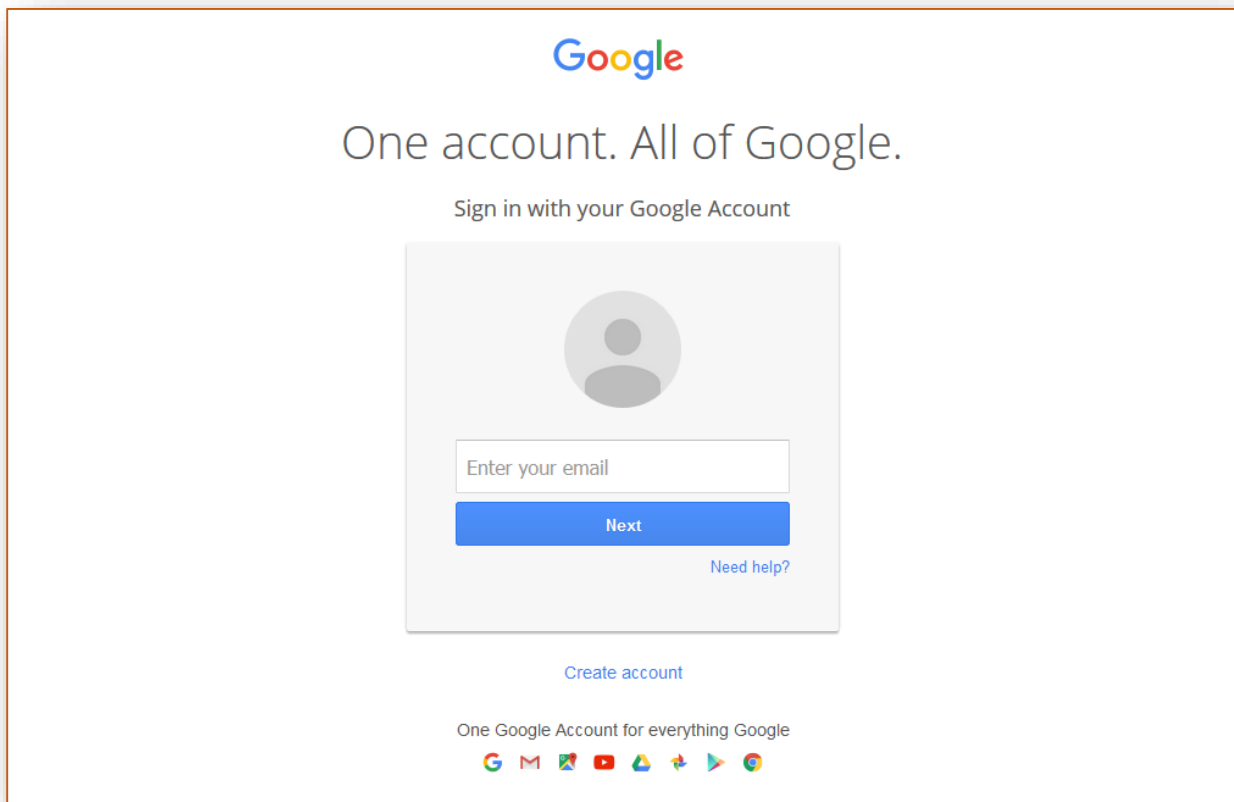 Google
One account. All of Google.
Sign in with your Google Account
Enter your email
Next
Need help?
Create account
One Google Account for everything Google